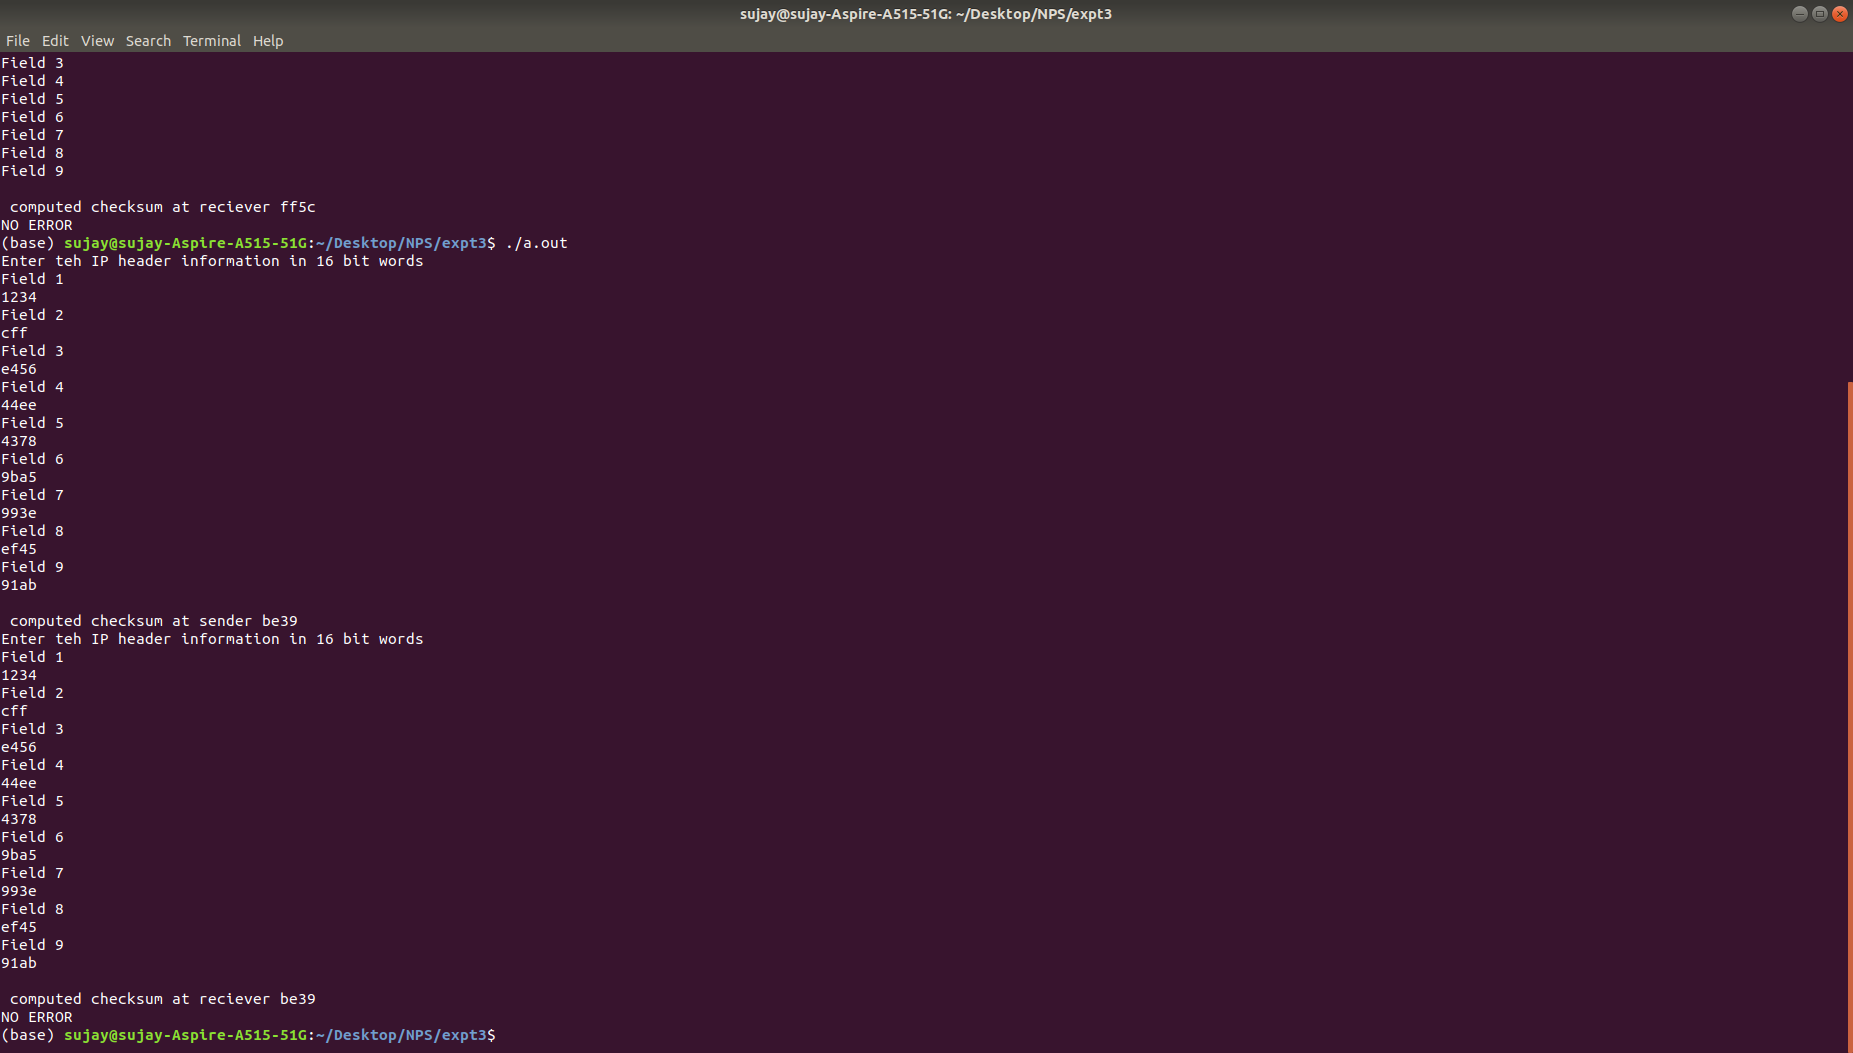 sujay@sujay-Aspire-A515-51G: ~/Desktop/NPS/expt3
File Edit View Search Terminal Help
Field 3
Field 4
Field 5
Field 6
Field 7
Field 8
Field 9
computed checksum at reciever ff5c
NO ERROR
(base) sujay@sujay-Aspire-A515-51G:~/Desktop/NPS/expt3$ ./a.out
Enter teh IP header information in 16 bit words
Field 1
1234
Field 2
cff
Field 3
e456
Field 4
44ee
Field 5
4378
Field 6
9ba5
Field 7
993e
Field 8
ef45
Field 9
91ab
computed checksum at sender be39
Enter teh IP header information in 16 bit words
Field 1
1234
Field 2
cff
Field 3
e456
Field 4
44ee
Field 5
4378
Field 6
9ba5
Field 7
993e
Field 8
ef45
Field 9
91ab
computed checksum at reciever be39
NO ERROR
(base) sujay@sujay-Aspire-A515-51G:~/Desktop/NPS/expt3$